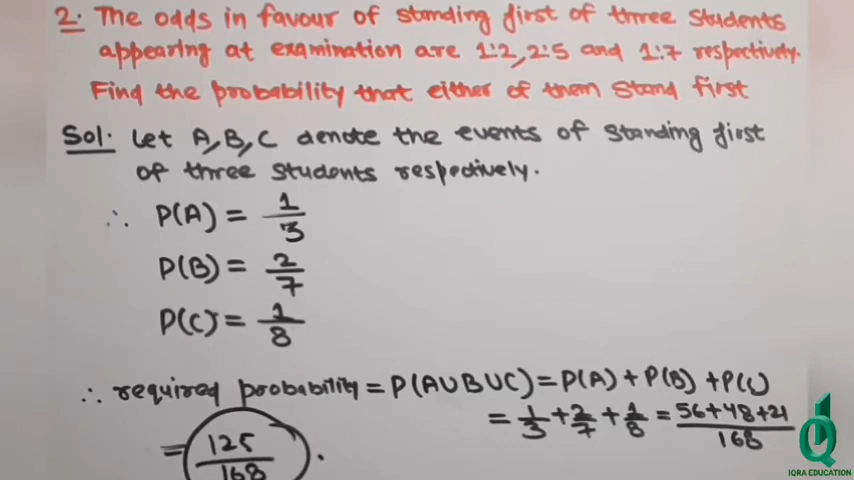 2. The odds in favour of standing first of three students
appearing at examination are 1:2, 2:5 and 1:7 respectively.
Find the probability that either of them stand first
Sol. Let A, B, C denote the events of standing first
of three students respectively.
∴ P(A) = 1/3
P(B) = 2/7
P(C) = 1/8
∴ required probability = P(A∪B∪C) = P(A) + P(B) + P(C)
= 1/3 + 2/7 + 1/8 = 56+48+21/168
= 125/168.
IQRA EDUCATION